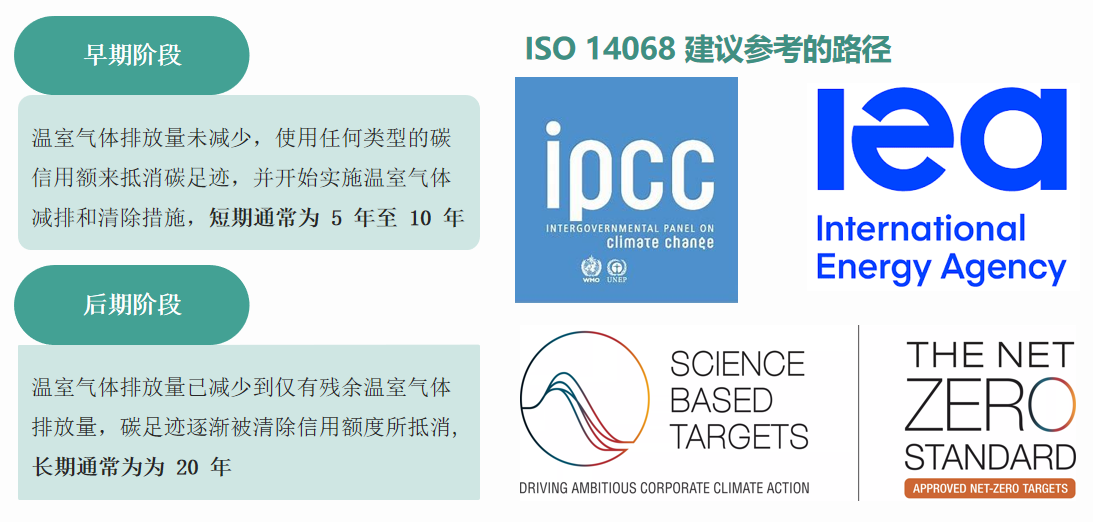 早期阶段
温室气体排放量未减少，使用任何类型的碳
信用额来抵消碳足迹，并开始实施温室气体
减排和清除措施，短期通常为 5 年至 10 年
后期阶段
温室气体排放量已减少到仅有残余温室气体
排放量，碳足迹逐渐被清除信用额度所抵消,
长期通常为为 20 年
ISO 14068 建议参考的路径
ipcc
INTERGOVERNMENTAL PANEL ON
climate change
WMO
UNEP
iea
International
Energy Agency
SCIENCE
BASED
TARGETS
DRIVING AMBITIOUS CORPORATE CLIMATE ACTION
THE NET
ZERO
STANDARD
APPROVED NET-ZERO TARGETS